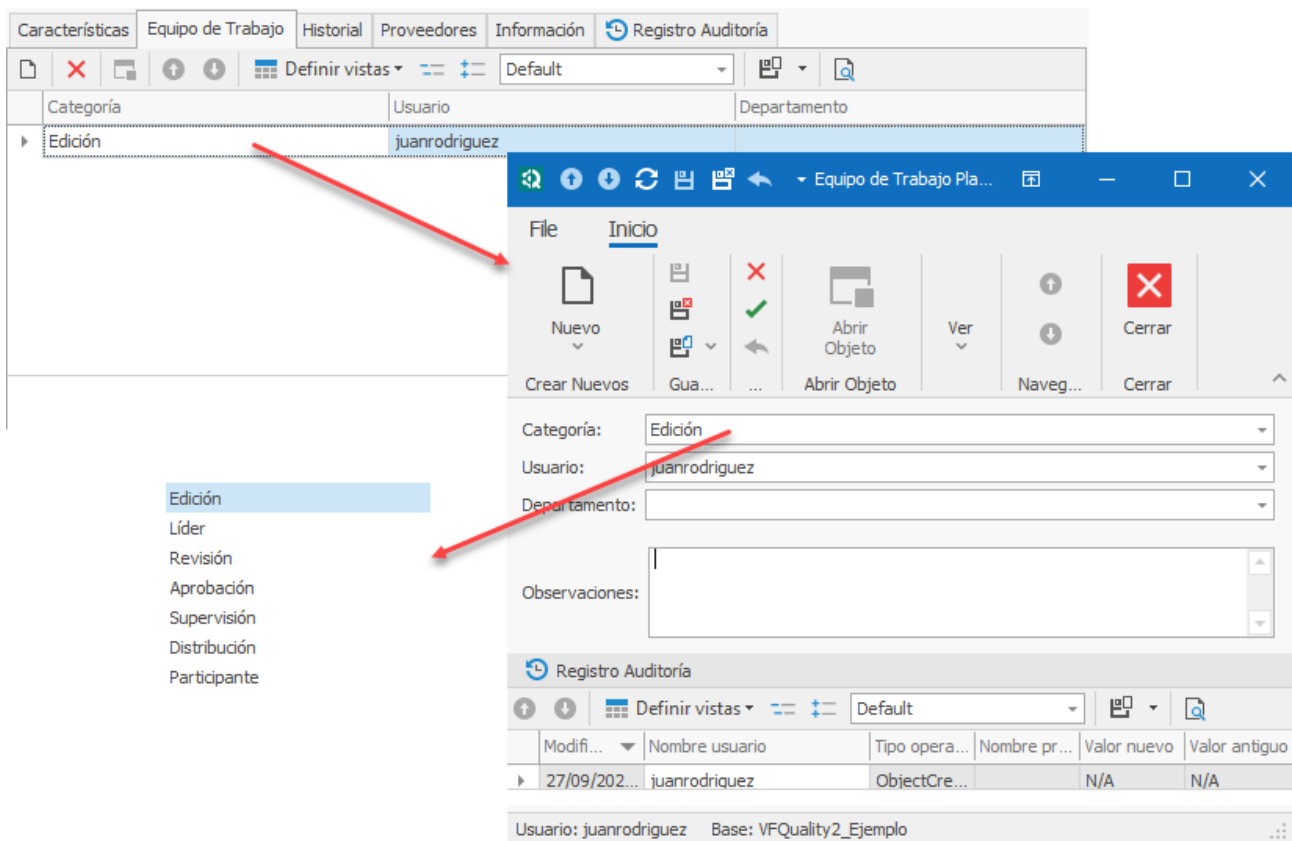 Características Equipo de Trabajo Historial Proveedores Información Registro Auditoría
Definir vistas Default
Categoría Usuario Departamento
Edición juanrodriguez
Equipo de Trabajo Pla...
File Inicio
Nuevo Abrir Objeto Ver Cerrar
Crear Nuevos Gua... ... Abrir Objeto Naveg... Cerrar
Categoría: Edición
Usuario: juanrodriguez
Departamento:
Observaciones:
Edición
Líder
Revisión
Aprobación
Supervisión
Distribución
Participante
Registro Auditoría
Definir vistas Default
Modifi... Nombre usuario Tipo opera... Nombre pr... Valor nuevo Valor antiguo
27/09/202... juanrodriguez ObjectCre... N/A N/A
Usuario: juanrodriguez Base: VFQuality2_Ejemplo